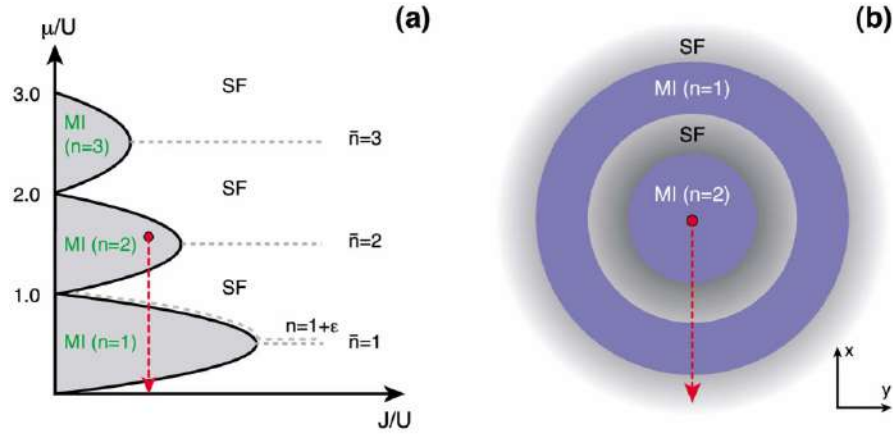 μ/U
(a)
3.0
SF
MI
(n=3)
n̄=3
2.0
SF
MI (n=2)
n̄=2
1.0
SF
n=1+ε
MI (n=1)
n̄=1
J/U
(b)
SF
MI (n=1)
SF
MI (n=2)
x
y